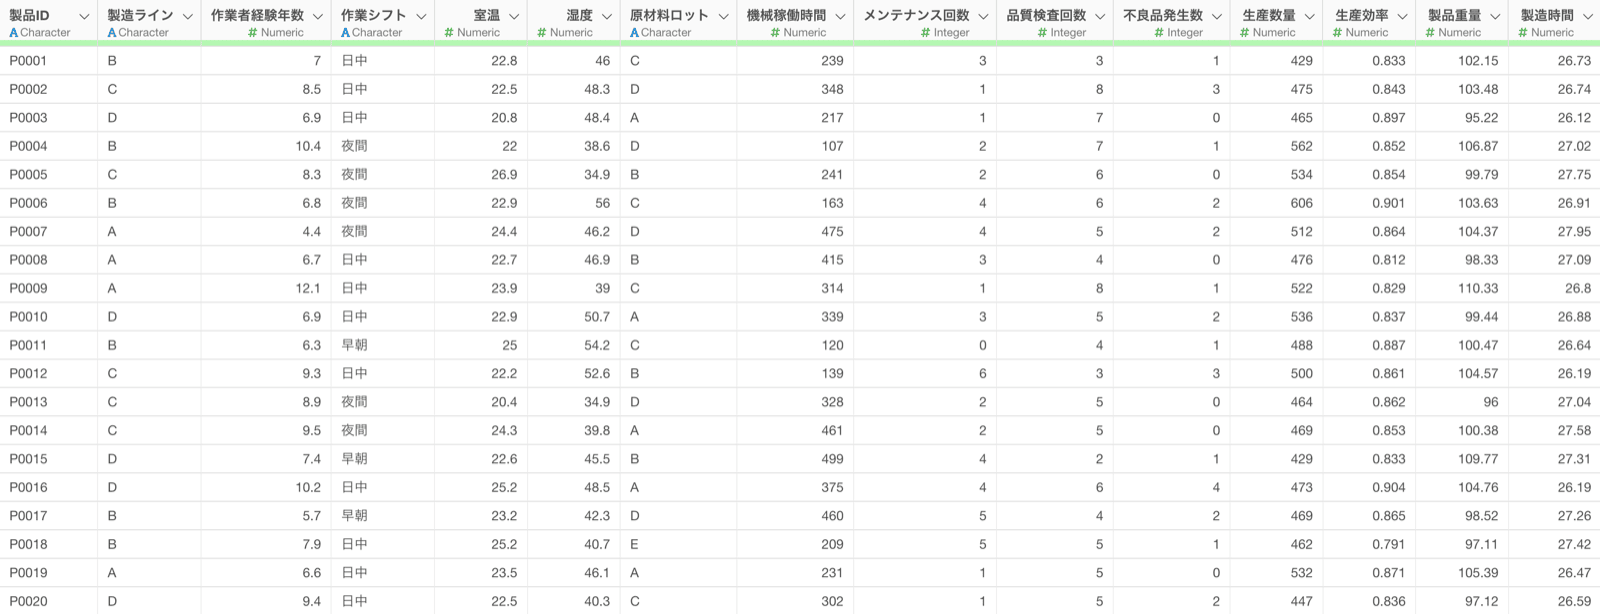 製品ID 製造ライン 作業者経験年数 作業シフト 室温 湿度 原材料ロット 機械稼働時間 メンテナンス回数 品質検査回数 不良品発生数 生産数量 生産効率 製品重量 製造時間
A Character A Character # Numeric A Character # Numeric # Numeric A Character # Numeric # Integer # Integer # Integer # Numeric # Numeric # Numeric # Numeric
P0001 B 7 日中 22.8 46 C 239 3 3 1 429 0.833 102.15 26.73
P0002 C 8.5 日中 22.5 48.3 D 348 1 8 3 475 0.843 103.48 26.74
P0003 D 6.9 日中 20.8 48.4 A 217 1 7 0 465 0.897 95.22 26.12
P0004 B 10.4 夜間 22 38.6 D 107 2 7 1 562 0.852 106.87 27.02
P0005 C 8.3 夜間 26.9 34.9 B 241 2 6 0 534 0.854 99.79 27.75
P0006 B 6.8 夜間 22.9 56 C 163 4 6 2 606 0.901 103.63 26.91
P0007 A 4.4 夜間 24.4 46.2 D 475 4 5 2 512 0.864 104.37 27.95
P0008 A 6.7 日中 22.7 46.9 B 415 3 4 0 476 0.812 98.33 27.09
P0009 A 12.1 日中 23.9 39 C 314 1 8 1 522 0.829 110.33 26.8
P0010 D 6.9 日中 22.9 50.7 A 339 3 5 2 536 0.837 99.44 26.88
P0011 B 6.3 早朝 25 54.2 C 120 0 4 1 488 0.887 100.47 26.64
P0012 C 9.3 日中 22.2 52.6 B 139 6 3 3 500 0.861 104.57 26.19
P0013 C 8.9 夜間 20.4 34.9 D 328 2 5 0 464 0.862 96 27.04
P0014 C 9.5 夜間 24.3 39.8 A 461 2 5 0 469 0.853 100.38 27.58
P0015 D 7.4 早朝 22.6 45.5 B 499 4 2 1 429 0.833 109.77 27.31
P0016 D 10.2 日中 25.2 48.5 A 375 4 6 4 473 0.904 104.76 26.19
P0017 B 5.7 早朝 23.2 42.3 D 460 5 4 2 469 0.865 98.52 27.26
P0018 B 7.9 日中 25.2 40.7 E 209 5 5 1 462 0.791 97.11 27.42
P0019 A 6.6 日中 23.5 46.1 A 231 1 5 0 532 0.871 105.39 26.47
P0020 D 9.4 日中 22.5 40.3 C 302 1 5 2 447 0.836 97.12 26.59